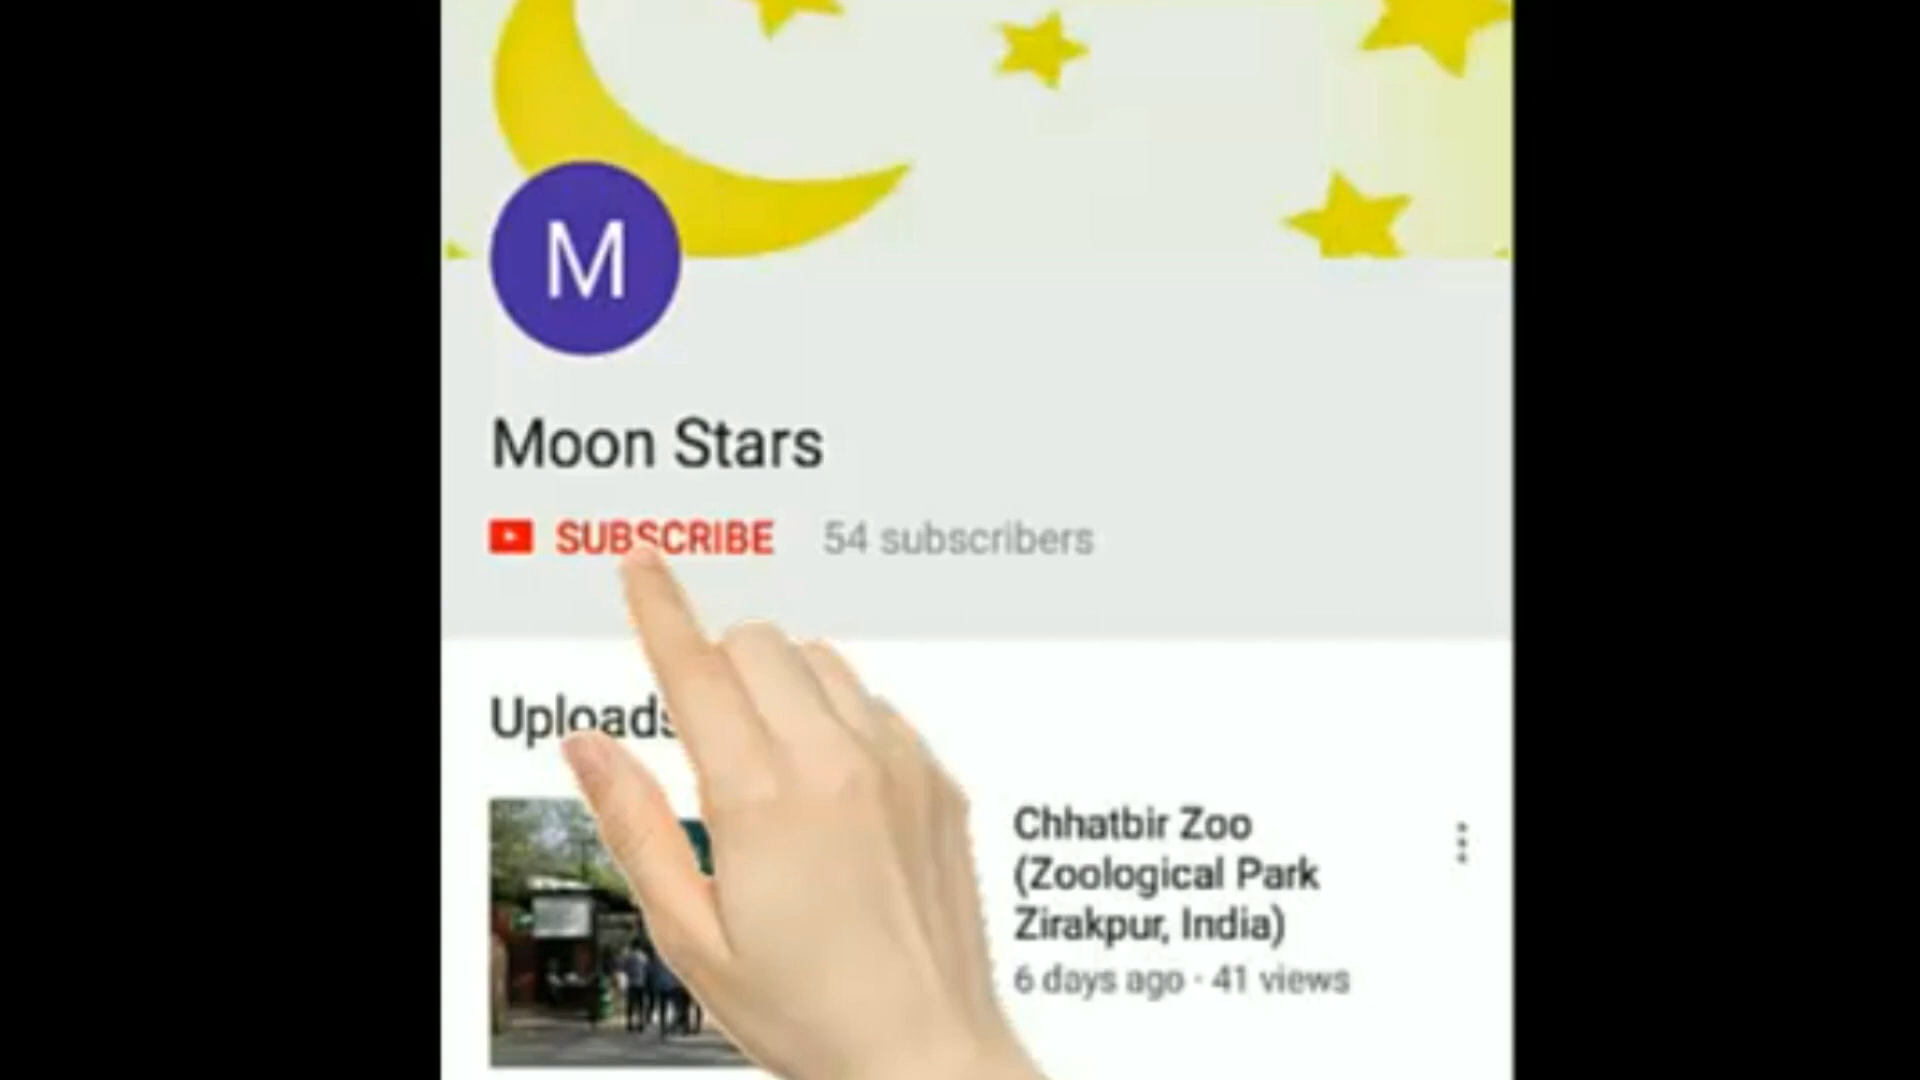 M
Moon Stars
SUBSCRIBE 54 subscribers
Uploads
Chhatbir Zoo
(Zoological Park
Zirakpur, India)
6 days ago · 41 views